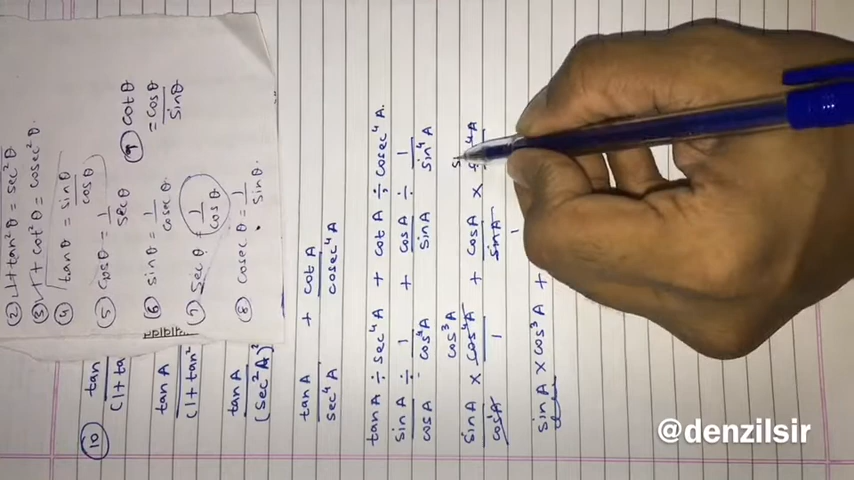 ② 1 + tan²θ = sec²θ
③ 1 + cot²θ = cosec²θ.
④ tanθ = sinθ / cosθ
⑤ cosθ = 1 / secθ
⑥ sinθ = 1 / cosecθ
⑦ secθ = 1 / cosθ
⑧ cosecθ = 1 / sinθ.
⑨ cotθ = cosθ / sinθ
⑩ tan / (1 + ta
tan A / (1 + tan²
tan A / (sec²A)²
tan A / sec⁴A + cot A / cosec⁴A
tan A ÷ sec⁴A + cot A ÷ cosec⁴A.
sin A / cos A ÷ 1 / cos⁴A + cos A / sin A ÷ 1 / sin⁴A
sin A / cos A × cos³A cos⁴A / 1 + cos A / sin A × 4A
sin A × cos³A +
@denzilsir